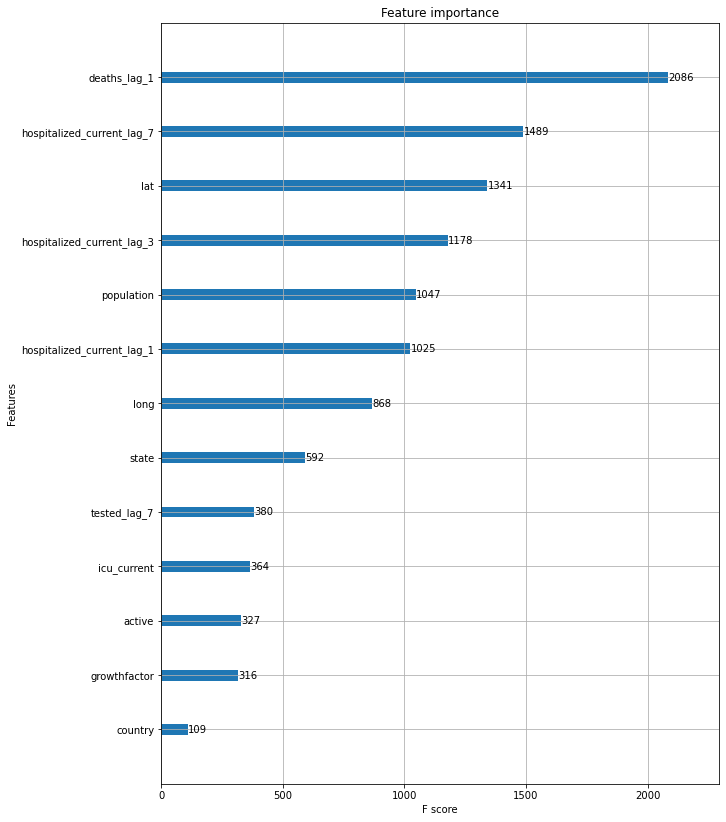 Feature importance
deaths_lag_1
2086
hospitalized_current_lag_7
1489
lat
1341
hospitalized_current_lag_3
1178
population
1047
hospitalized_current_lag_1
1025
long
868
state
592
tested_lag_7
380
icu_current
364
active
327
growthfactor
316
country
109
Features
0 500 1000 1500 2000
F score